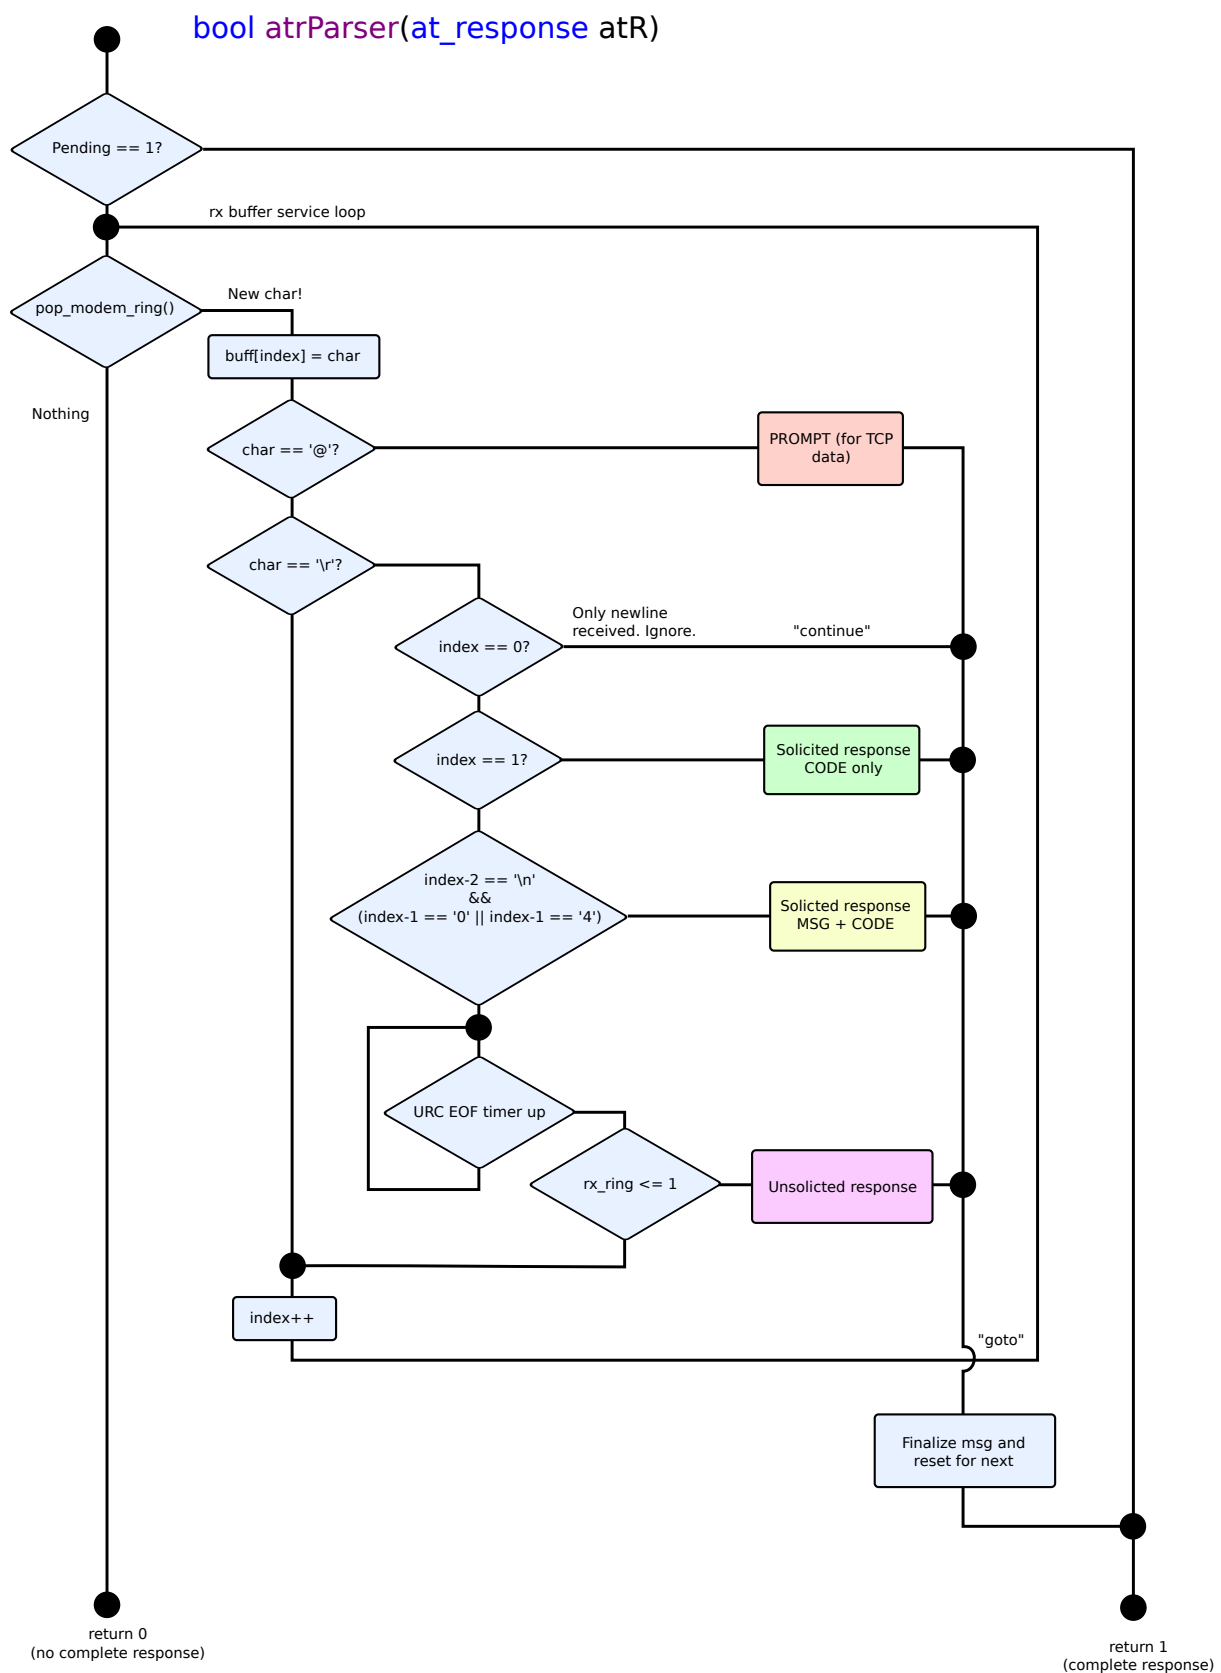 bool atrParser(at_response atR)
Pending == 1?
rx buffer service loop
New char!
pop_modem_ring()
buff[index] = char
Nothing
char == '@'?
PROMPT (for TCP
data)
char == '\r'?
Only newline
received. Ignore.
"continue"
index == 0?
index == 1?
Solicited response
CODE only
index-2 == '\n'
&&
(index-1 == '0' || index-1 == '4')
Solicted response
MSG + CODE
URC EOF timer up
rx_ring <= 1
Unsolicted response
index++
"goto"
Finalize msg and
reset for next
return 0
(no complete response)
return 1
(complete response)